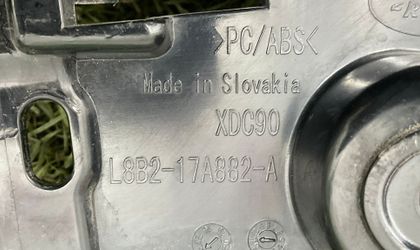 >PC/ABS<
Made in Slovakia
XDC90
L8B2-17A882-A